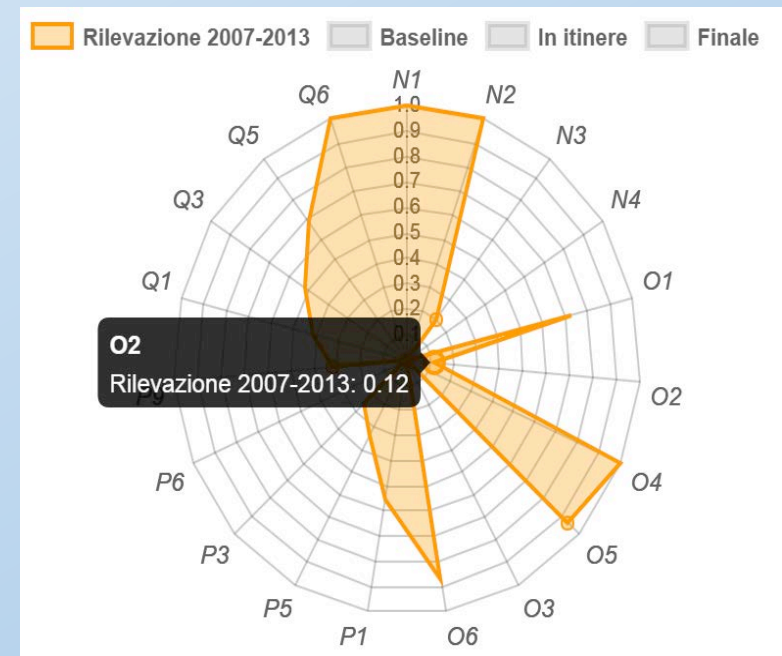 Rilevazione 2007-2013 Baseline In itinere Finale
N1
Q6 N2
1.0
0.9
Q5 N3
0.8
0.7
Q3 N4
0.6
0.5
0.4
Q1 O1
0.3
0.2
0.1
O2
Rilevazione 2007-2013: 0.12
O2
P6 O4
P3 O5
P5 O3
P1 O6